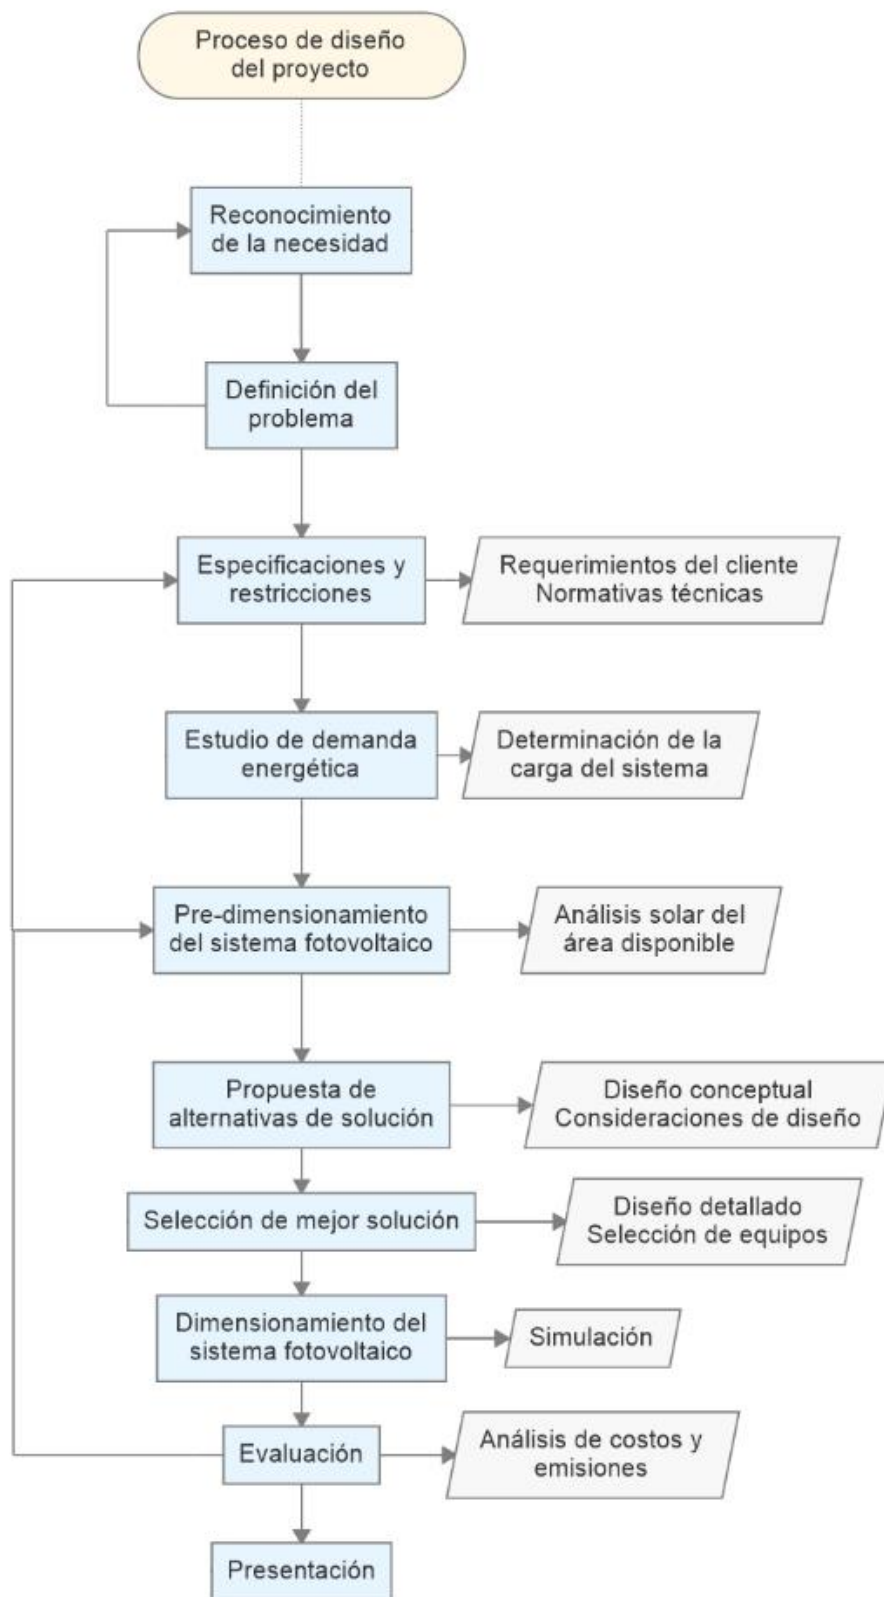 Proceso de diseño
del proyecto
Reconocimiento
de la necesidad
Definición del
problema
Especificaciones y
restricciones
Requerimientos del cliente
Normativas técnicas
Estudio de demanda
energética
Determinación de la
carga del sistema
Pre-dimensionamiento
del sistema fotovoltaico
Análisis solar del
área disponible
Propuesta de
alternativas de solución
Diseño conceptual
Consideraciones de diseño
Selección de mejor solución
Diseño detallado
Selección de equipos
Dimensionamiento del
sistema fotovoltaico
Simulación
Evaluación
Análisis de costos y
emisiones
Presentación